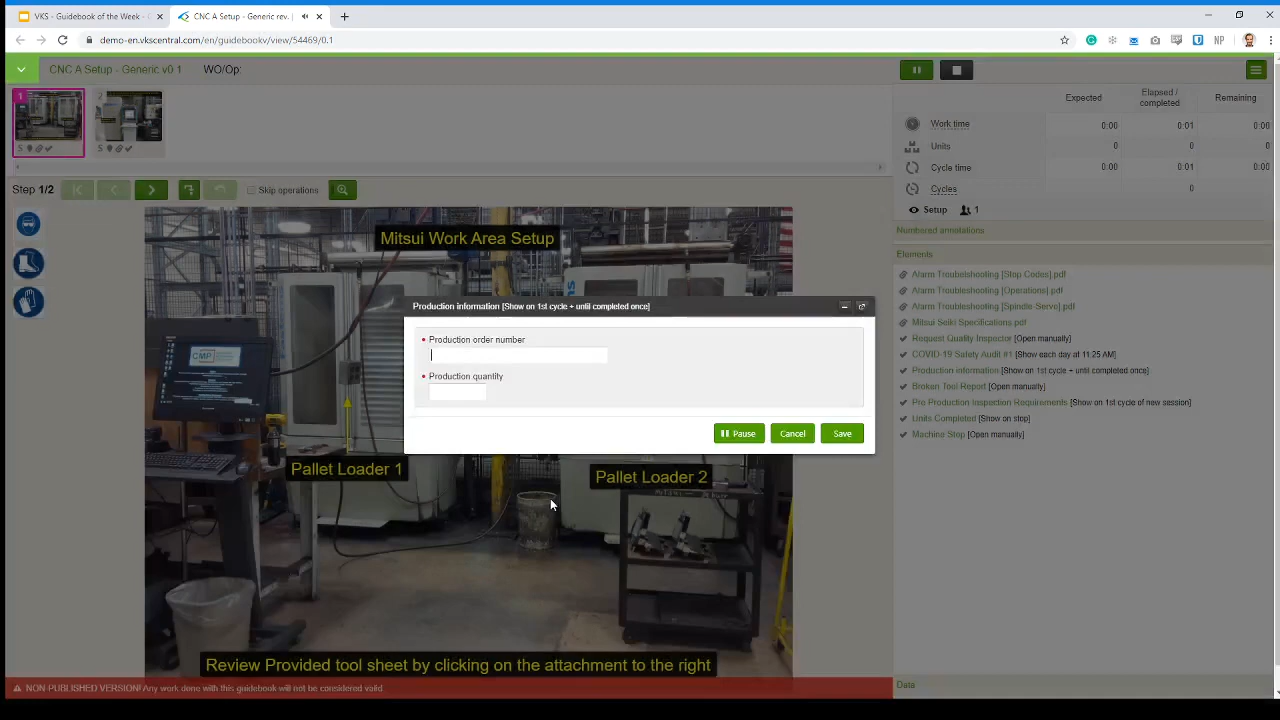 VKS - Guidebook of the Week -
CNC A Setup - Generic rev.
demo-en.vkscentral.com/en/guidebookv/view/54469/0.1
NP
CNC A Setup - Generic v0 1
WO/Op:
1
2
5
5
Step 1/2
Skip operations
Mitsui Work Area Setup
CMP
Pallet Loader 1
Pallet Loader 2
Review Provided tool sheet by clicking on the attachment to the right
NON-PUBLISHED VERSION! Any work done with this guidebook will not be considered valid
Production information [Show on 1st cycle + until completed once]
• Production order number
• Production quantity
Pause
Cancel
Save
Expected
Elapsed / completed
Remaining
Work time 0:00 0:01 0:00
Units 0 0 0
Cycle time 0:00 0:01 0:00
Cycles 0
Setup 1
Numbered annotations
Elements
Alarm Troubelshooting [Stop Codes].pdf
Alarm Troubleshooting [Operations].pdf
Alarm Troubleshooting [Spindle-Servo].pdf
Mitsui Seiki Specifications.pdf
Request Quality Inspector [Open manually]
COVID-19 Safety Audit #1 [Show each day at 11:25 AM]
Production information [Show on 1st cycle + until completed once]
Broken Tool Report [Open manually]
Pre Production Inspection Requirements [Show on 1st cycle of new session]
Units Completed [Show on stop]
Machine Stop [Open manually]
Data